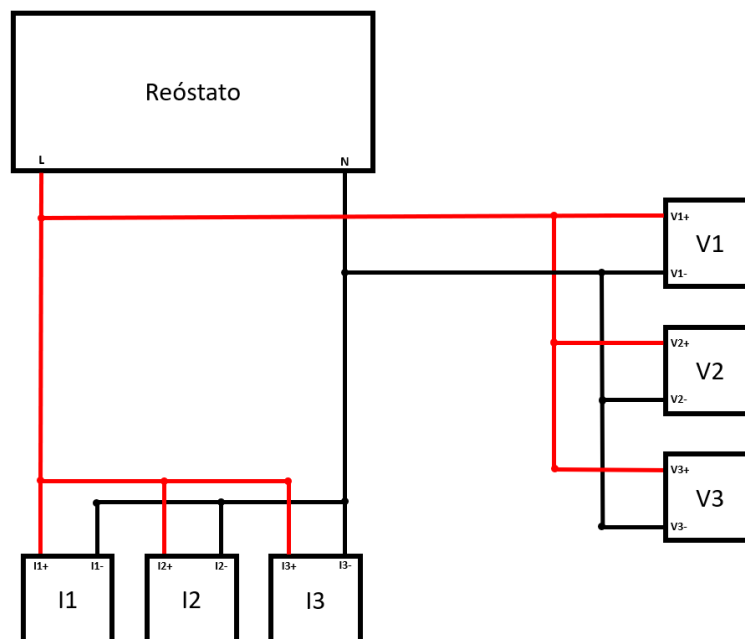 Reóstato
L N
V1+
V1
V1-
V2+
V2
V2-
V3+
V3
V3-
I1+ I1- I2+ I2- I3+ I3-
I1 I2 I3